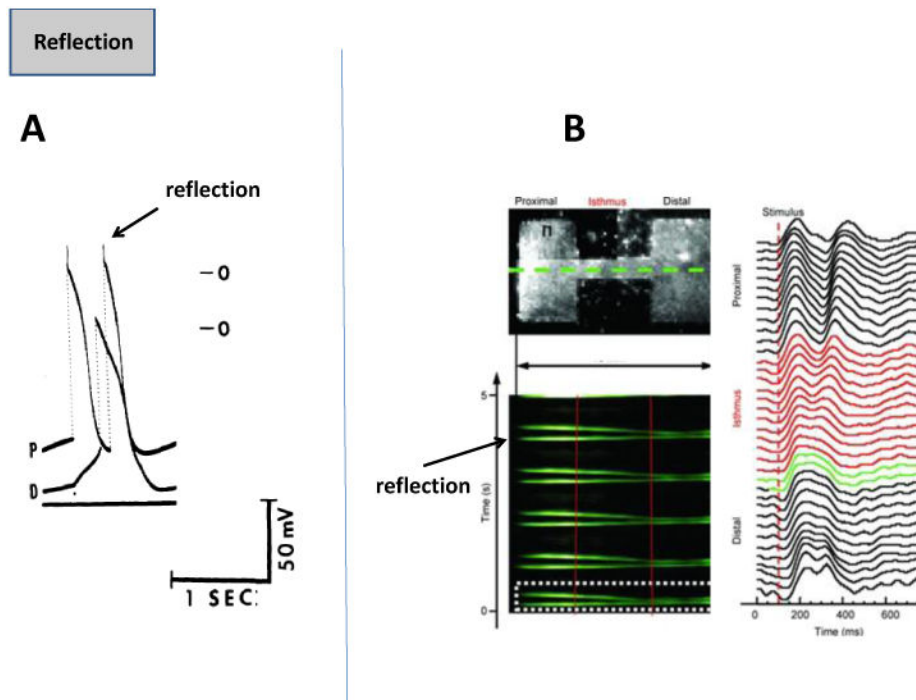 Reflection
A
reflection
–0
–0
P
D
50 mV
1 SEC:
B
Proximal Isthmus Distal
Π
reflection
5
Time (s)
0
Stimulus
Proximal
Isthmus
Distal
0 200 400 600
Time (ms)